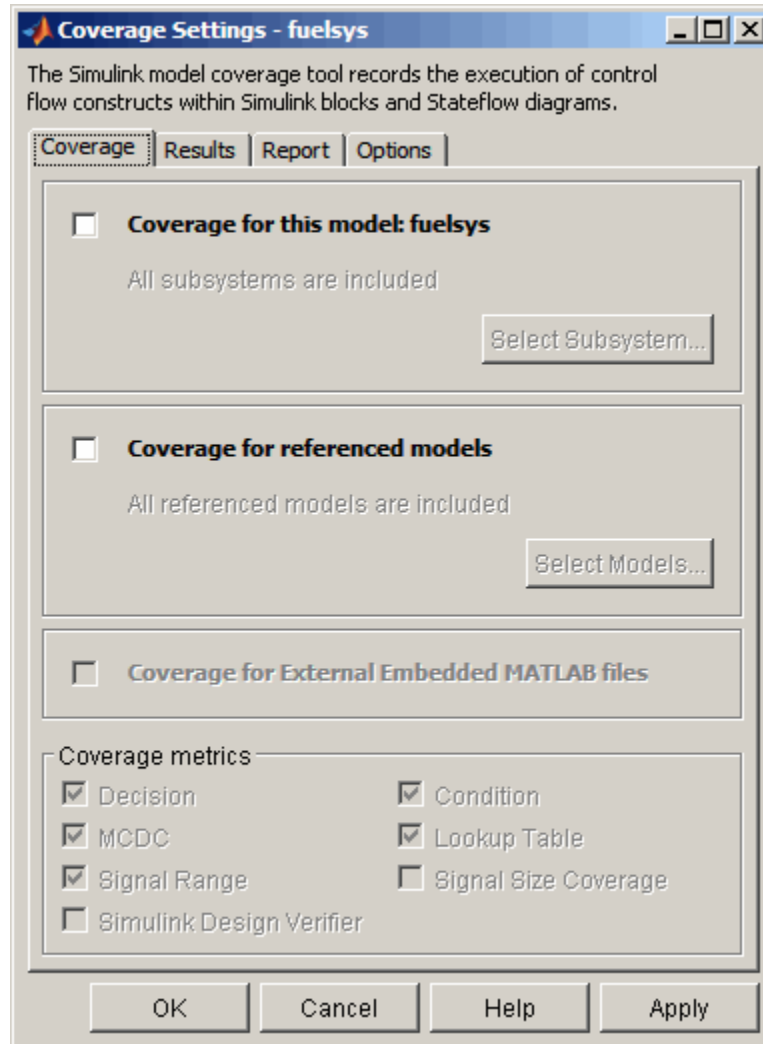 Coverage Settings - fuelsys
The Simulink model coverage tool records the execution of control
flow constructs within Simulink blocks and Stateflow diagrams.
Coverage Results Report Options
Coverage for this model: fuelsys
All subsystems are included
Select Subsystem...
Coverage for referenced models
All referenced models are included
Select Models...
Coverage for External Embedded MATLAB files
Coverage metrics
Decision Condition
MCDC Lookup Table
Signal Range Signal Size Coverage
Simulink Design Verifier
OK Cancel Help Apply